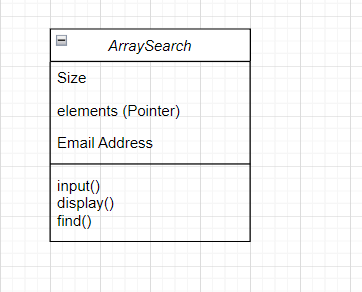 ArraySearch
Size
elements (Pointer)
Email Address
input()
display()
find()